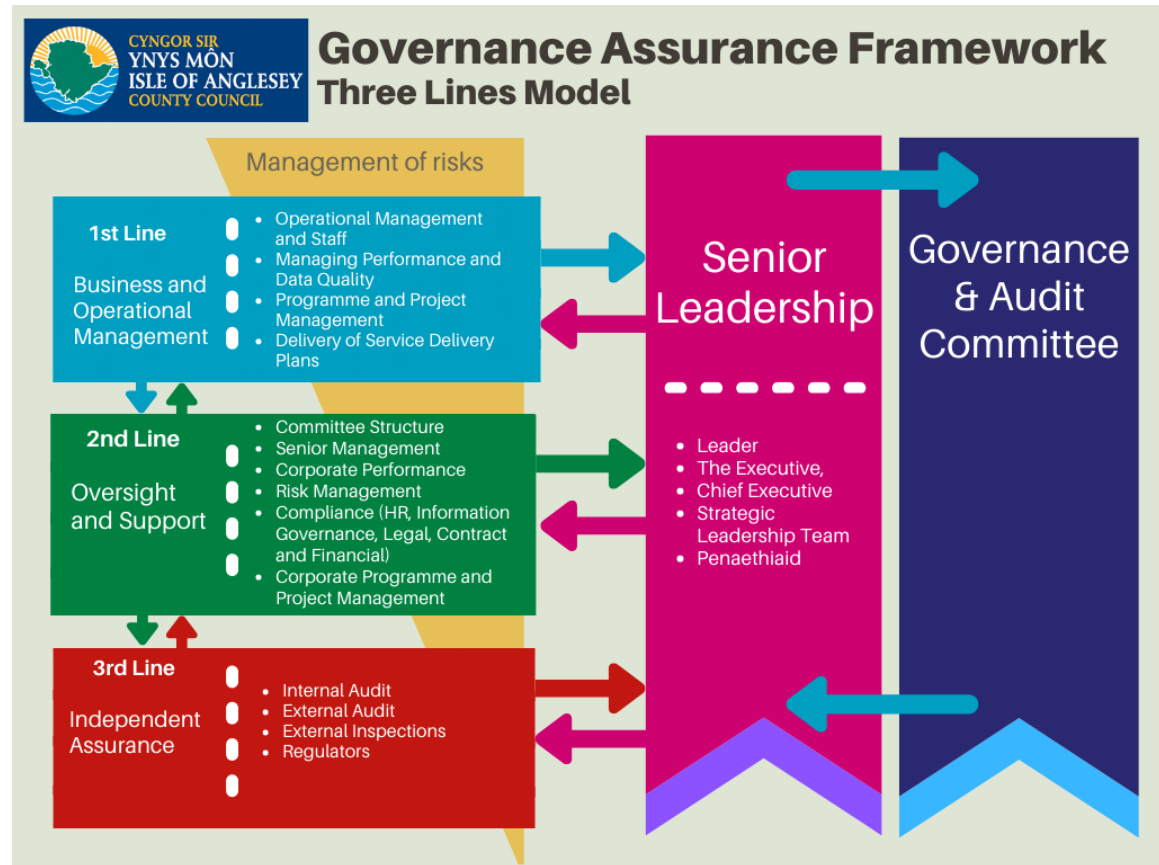 CYNGOR SIR
YNYS MÔN
ISLE OF ANGLESEY
COUNTY COUNCIL
Governance Assurance Framework
Three Lines Model
Management of risks
1st Line
Business and
Operational
Management
• Operational Management
and Staff
• Managing Performance and
Data Quality
• Programme and Project
Management
• Delivery of Service Delivery
Plans
2nd Line
Oversight
and Support
• Committee Structure
• Senior Management
• Corporate Performance
• Risk Management
• Compliance (HR, Information
Governance, Legal, Contract
and Financial)
• Corporate Programme and
Project Management
3rd Line
Independent
Assurance
• Internal Audit
• External Audit
• External Inspections
• Regulators
Senior
Leadership
• Leader
• The Executive,
• Chief Executive
• Strategic
Leadership Team
• Penaethiaid
Governance
& Audit
Committee